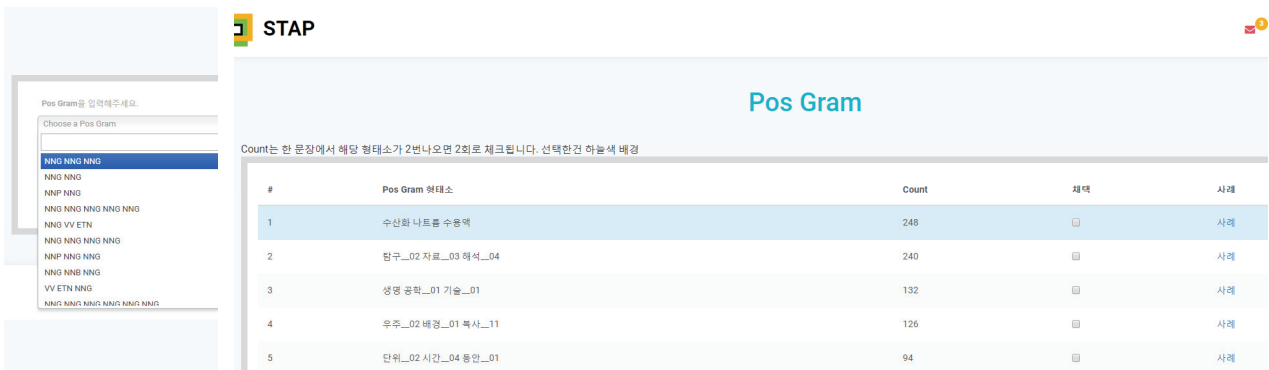 Pos Gram을 입력해주세요.
Choose a Pos Gram
NNG NNG NNG
NNG NNG
NNP NNG
NNG NNG NNG NNG NNG
NNG VV ETN
NNG NNG NNG NNG
NNP NNG NNG
NNG NNB NNG
VV ETN NNG
NNG NNG NNG NNG NNG NNG
STAP
3
Pos Gram
Count는 한 문장에서 해당 형태소가 2번나오면 2회로 체크됩니다. 선택한건 하늘색 배경
# Pos Gram 형태소 Count 채택 사례
1 수산화 나트륨 수용액 248 사례
2 탐구__02 자료__03 해석__04 240 사례
3 생명 공학__01 기술__01 132 사례
4 우주__02 배경__01 복사__11 126 사례
5 단위__02 시간__04 동안__01 94 사례